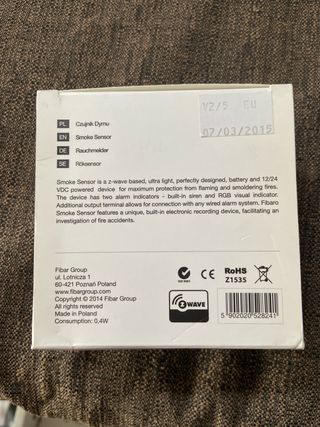 V2/5 EU
07/03/2015
PL Czujnik Dymu
EN Smoke Sensor
DE Rauchmelder
SE Röksensor
Smoke Sensor is a z-wave based, ultra light, perfectly designed, battery and 12/24
VDC powered device for maximum protection from flaming and smoldering fires.
The device has two alarm indicators - built-in siren and RGB visual indicator.
Additional output terminal allows for connection with any wired alarm system. Fibaro
Smoke Sensor features a unique, built-in electronic recording device, facilitating an
investigation of fire accidents.
Fibar Group
ul. Lotnicza 1
60-421 Poznań Poland
www.fibargroup.com
Copyright © 2014 Fibar Group
All rights reserved
Made in Poland
Consumption: 0,4W
CE
RoHS
Z1535
Z WAVE
5 902020 528241